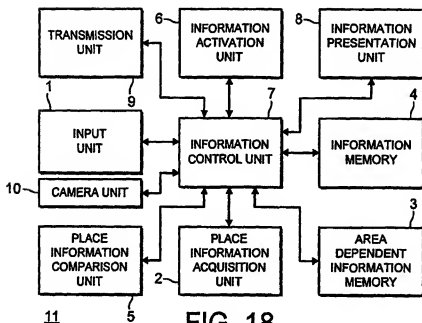 6
8
TRANSMISSION
UNIT
INFORMATION
ACTIVATION
UNIT
INFORMATION
PRESENTATION
UNIT
1
9
7
4
INPUT
UNIT
INFORMATION
CONTROL UNIT
INFORMATION
MEMORY
10
CAMERA UNIT
3
PLACE
INFORMATION
COMPARISON
UNIT
PLACE
INFORMATION
ACQUISITION
UNIT
AREA
DEPENDENT
INFORMATION
MEMORY
2
11
5
FIG. 18